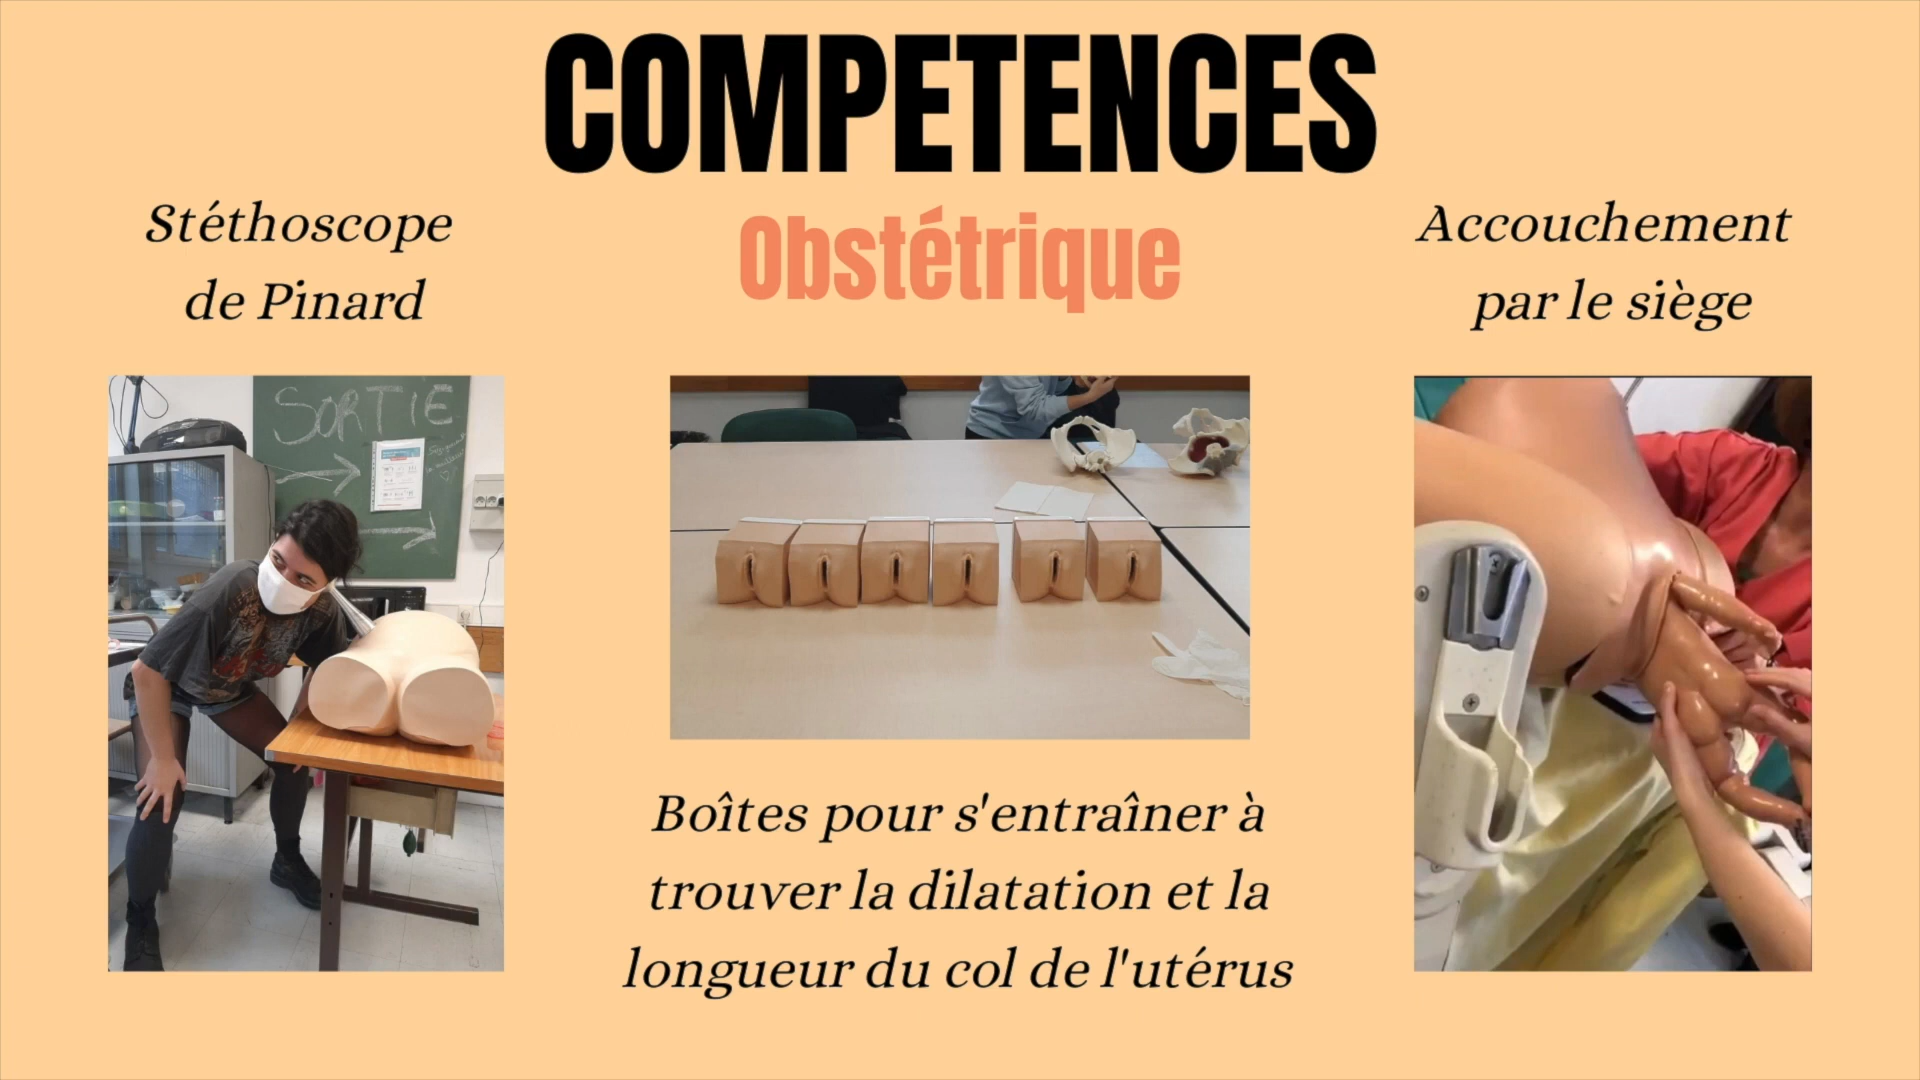 COMPETENCES
Obstétrique
Stéthoscope
de Pinard
Accouchement
par le siège
SORTIE
Boîtes pour s'entraîner à
trouver la dilatation et la
longueur du col de l'utérus